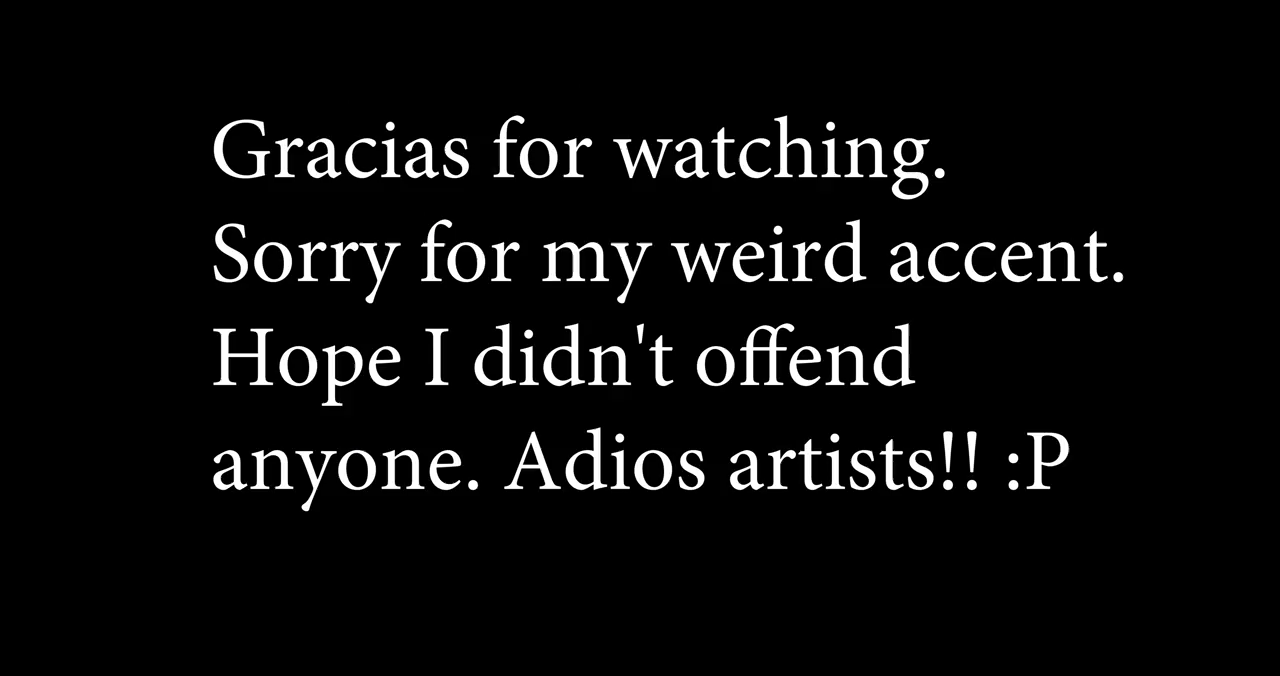 Gracias for watching.
Sorry for my weird accent.
Hope I didn't offend
anyone. Adios artists!! :P